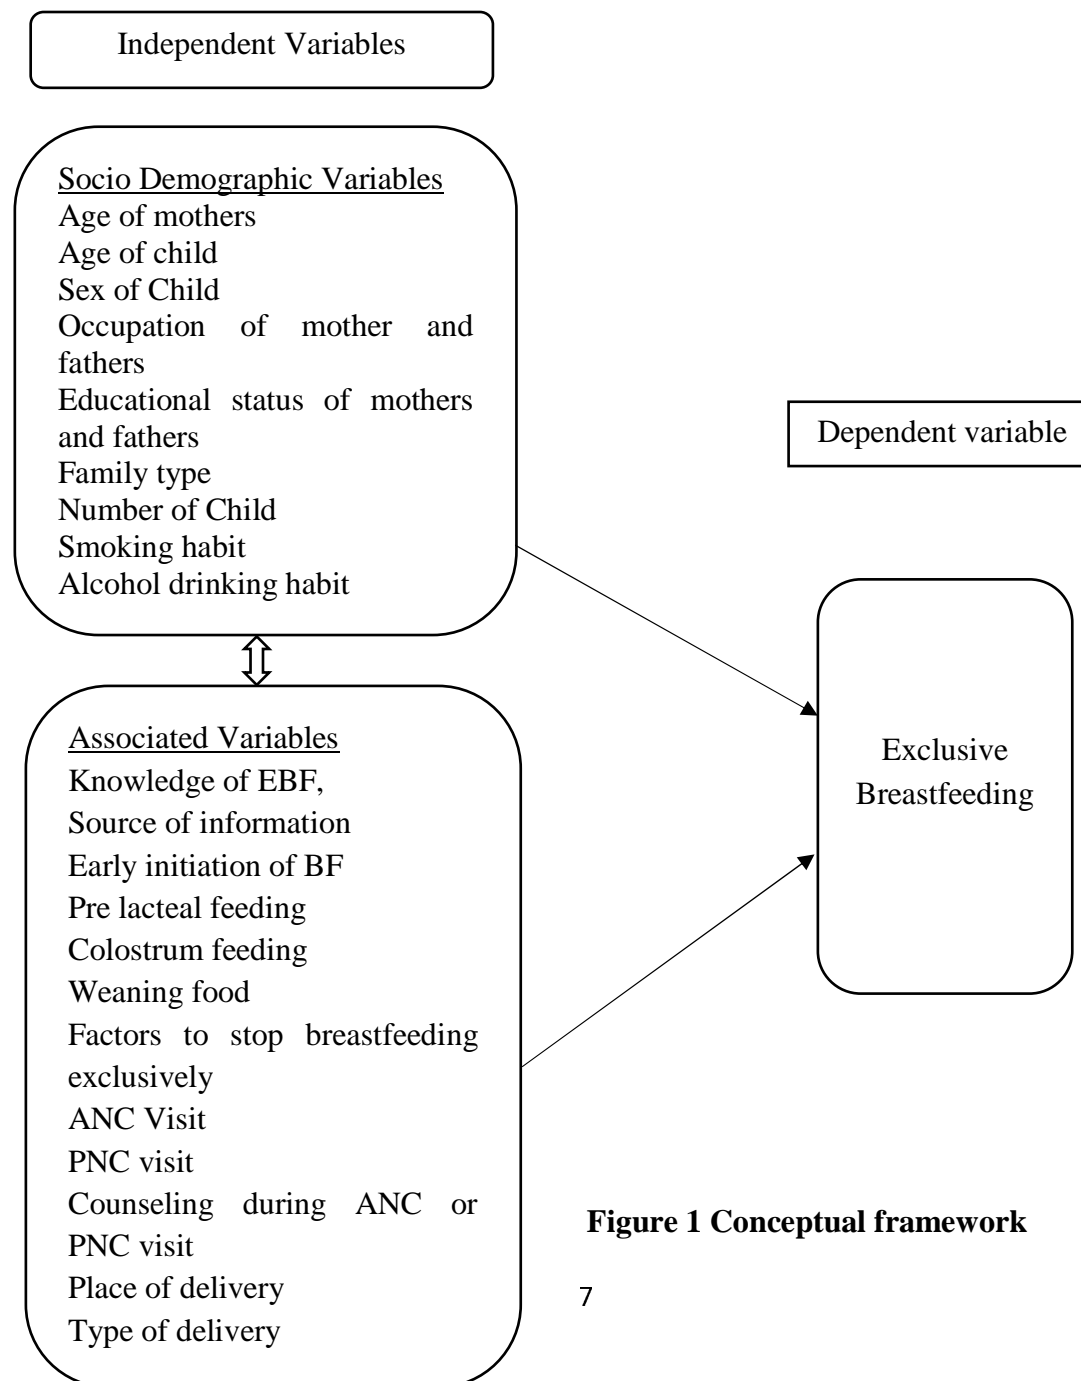 Independent Variables
Socio Demographic Variables
Age of mothers
Age of child
Sex of Child
Occupation of mother and
fathers
Educational status of mothers
and fathers
Family type
Number of Child
Smoking habit
Alcohol drinking habit
Dependent variable
Exclusive
Breastfeeding
Associated Variables
Knowledge of EBF,
Source of information
Early initiation of BF
Pre lacteal feeding
Colostrum feeding
Weaning food
Factors to stop breastfeeding
exclusively
ANC Visit
PNC visit
Counseling during ANC or
PNC visit
Place of delivery
Type of delivery
Figure 1 Conceptual framework
7